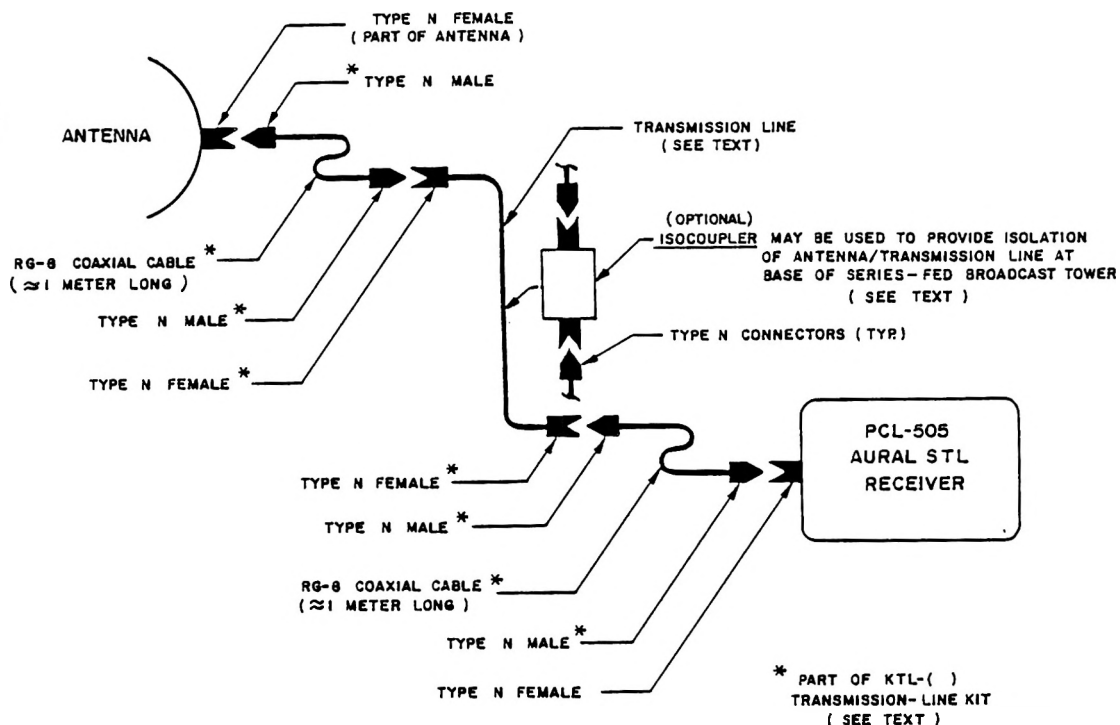 TYPE N FEMALE
( PART OF ANTENNA )
* TYPE N MALE
ANTENNA
TRANSMISSION LINE
( SEE TEXT )
(OPTIONAL)
ISOCOUPLER MAY BE USED TO PROVIDE ISOLATION
OF ANTENNA/TRANSMISSION LINE AT
BASE OF SERIES-FED BROADCAST TOWER
( SEE TEXT )
RG-8 COAXIAL CABLE *
( ≈1 METER LONG )
TYPE N MALE *
TYPE N FEMALE *
TYPE N CONNECTORS ( TYP.)
PCL-505
AURAL STL
RECEIVER
TYPE N FEMALE *
TYPE N MALE *
RG-8 COAXIAL CABLE *
( ≈1 METER LONG )
TYPE N MALE *
TYPE N FEMALE
* PART OF KTL-( )
TRANSMISSION-LINE KIT
( SEE TEXT )